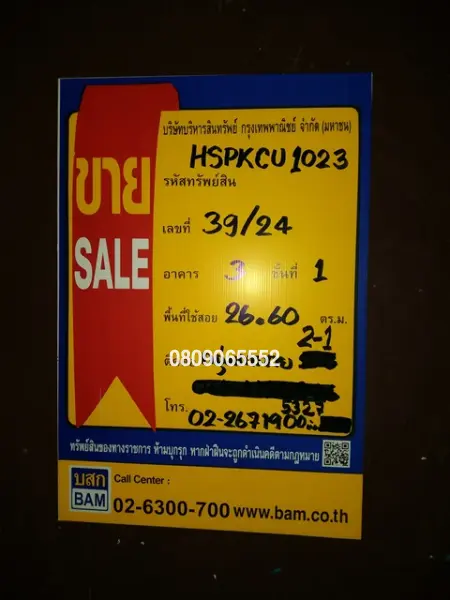 บริษัทบริหารสินทรัพย์ กรุงเทพพาณิชย์ จำกัด (มหาชน)
ขาย
SALE
HSPKCU1023
รหัสทรัพย์สิน
เลขที่ 39/24
อาคาร 3 ชั้นที่ 1
พื้นที่ใช้สอย 26.60 ตร.ม.
2-1
0809065552
5327
โทร. 02-2671900
ทรัพย์สินของทางราชการ ห้ามบุกรุก หากฝ่าฝืนจะถูกดำเนินคดีตามกฎหมาย
บสก
BAM
Call Center :
02-6300-700 www.bam.co.th